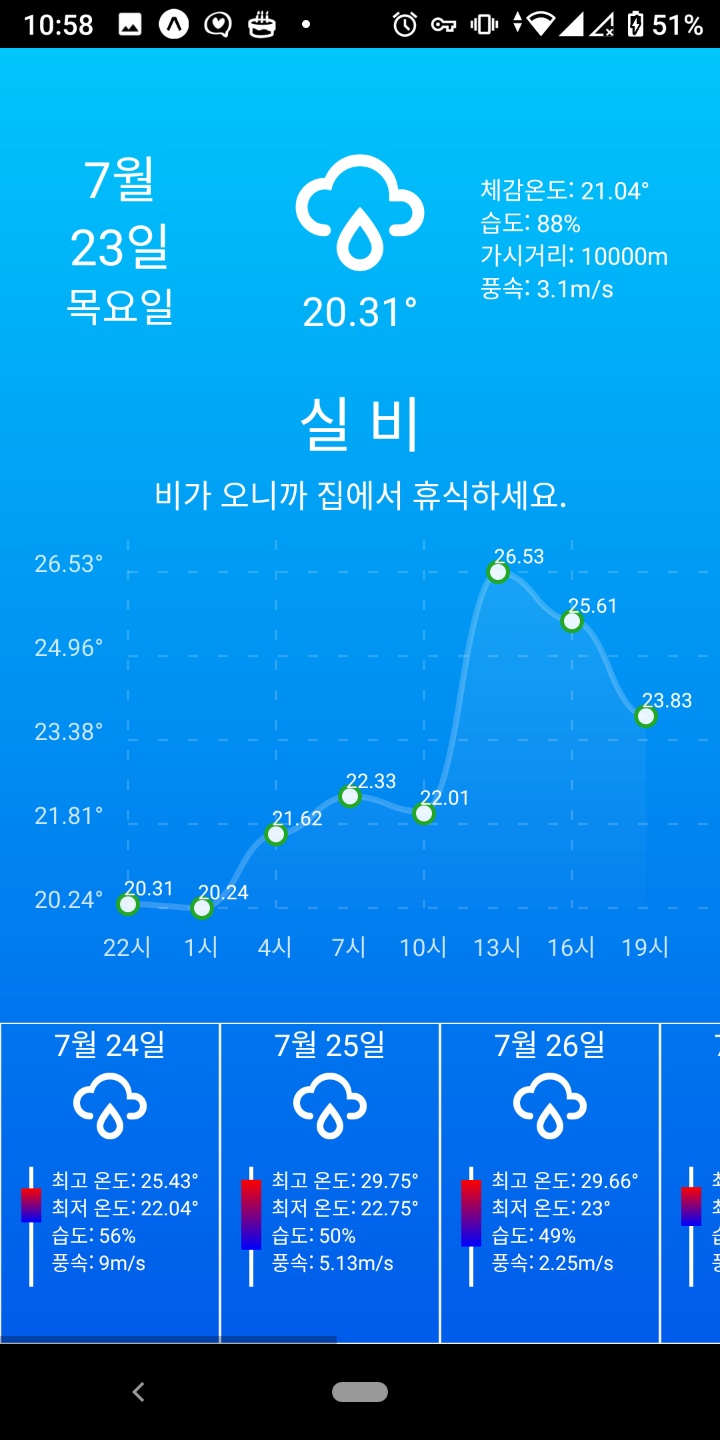 10:58
51%
7월
23일
목요일
20.31°
체감온도: 21.04°
습도: 88%
가시거리: 10000m
풍속: 3.1m/s
실 비
비가 오니까 집에서 휴식하세요.
26.53°
24.96°
23.38°
21.81°
20.24°
20.31
20.24
21.62
22.33
22.01
26.53
25.61
23.83
22시
1시
4시
7시
10시
13시
16시
19시
7월 24일
최고 온도: 25.43°
최저 온도: 22.04°
습도: 56%
풍속: 9m/s
7월 25일
최고 온도: 29.75°
최저 온도: 22.75°
습도: 50%
풍속: 5.13m/s
7월 26일
최고 온도: 29.66°
최저 온도: 23°
습도: 49%
풍속: 2.25m/s